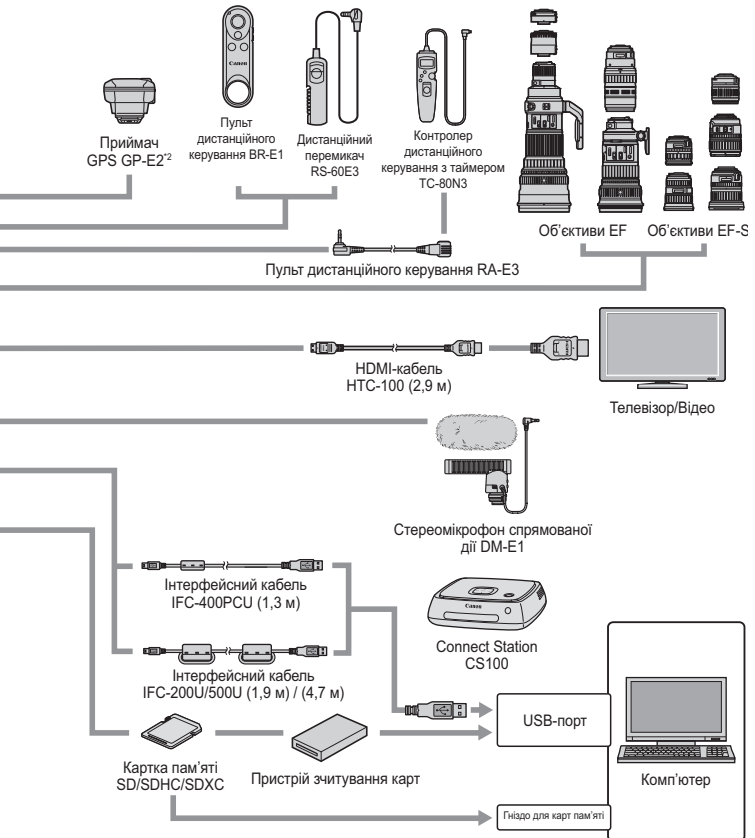 Canon
Приймач
GPS GP-E2*2
Пульт
дистанційного
керування BR-E1
Дистанційний
перемикач
RS-60E3
Контролер
дистанційного
керування з таймером
TC-80N3
Об’єктиви EF
Об’єктиви EF-S
Пульт дистанційного керування RA-E3
HDMI-кабель
HTC-100 (2,9 м)
Телевізор/Відео
Стереомікрофон спрямованої
дії DM-E1
Інтерфейсний кабель
IFC-400PCU (1,3 м)
Canon
Connect Station
CS100
Інтерфейсний кабель
IFC-200U/500U (1,9 м) / (4,7 м)
USB-порт
Картка пам’яті
SD/SDHC/SDXC
Пристрій зчитування карт
Комп’ютер
Гніздо для карт пам’яті